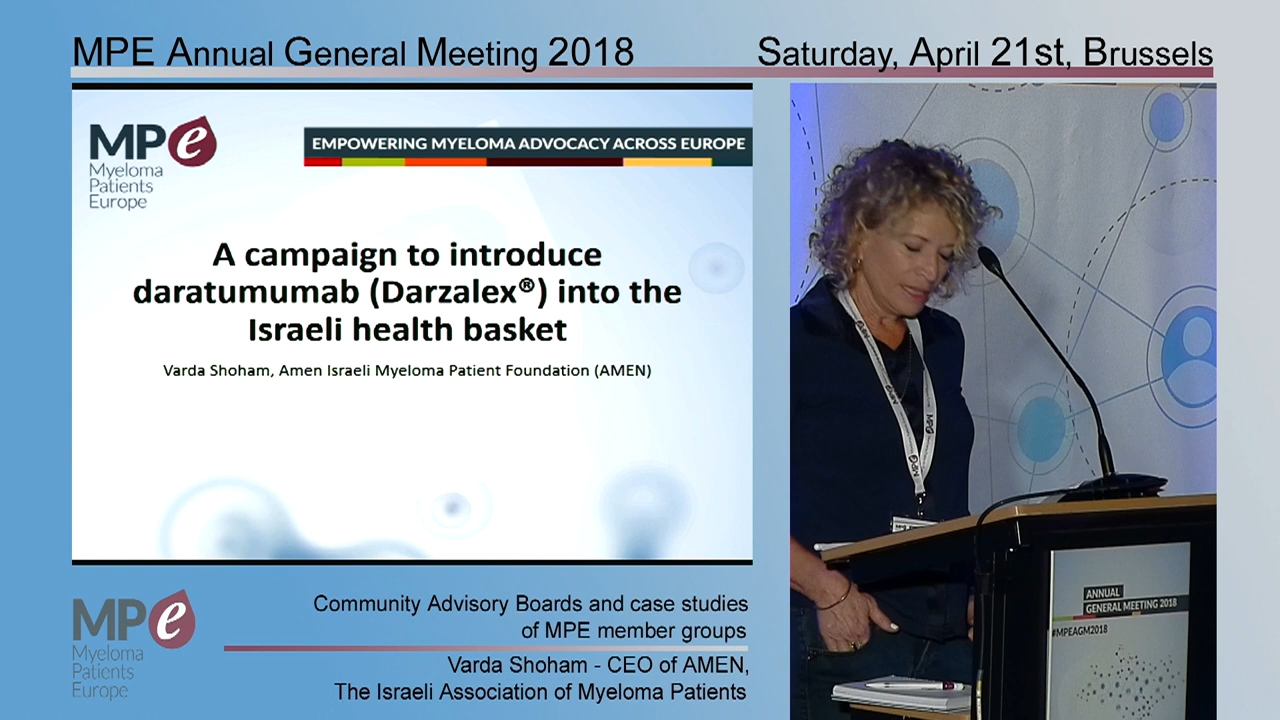 MPE Annual General Meeting 2018
Saturday, April 21st, Brussels
MPe
Myeloma
Patients
Europe
EMPOWERING MYELOMA ADVOCACY ACROSS EUROPE
A campaign to introduce
daratumumab (Darzalex®) into the
Israeli health basket
Varda Shoham, Amen Israeli Myeloma Patient Foundation (AMEN)
MPe
Myeloma
Patients
Europe
Community Advisory Boards and case studies
of MPE member groups
Varda Shoham - CEO of AMEN,
The Israeli Association of Myeloma Patients
ANNUAL
GENERAL MEETING 2018
#MPEAGM2018